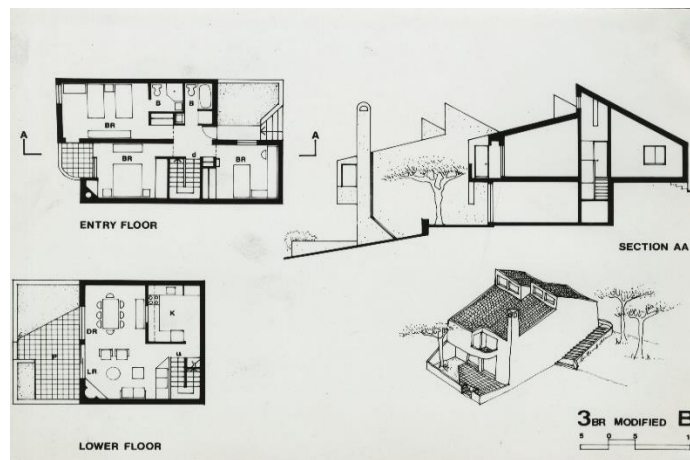 B B
BR
A A
BR d BR
ENTRY FLOOR
SECTION AA
K
DR
P
u
LR
LOWER FLOOR
3BR MODIFIED B
5 0 5